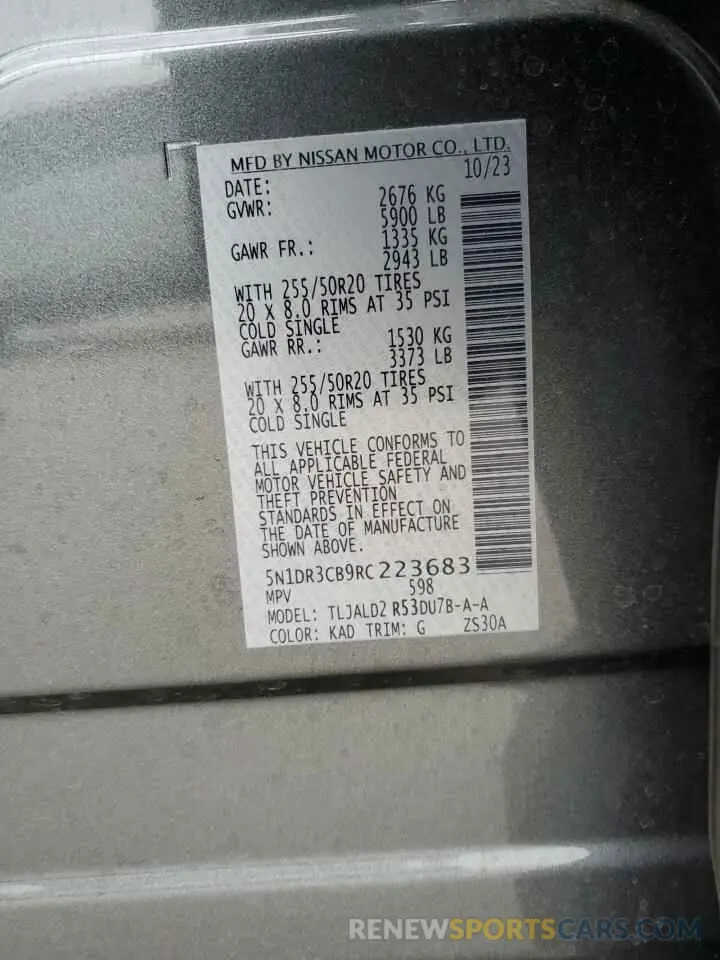 MFD BY NISSAN MOTOR CO., LTD.
DATE: 10/23
GVWR: 2676 KG
5900 LB
GAWR FR.: 1335 KG
2943 LB
WITH 255/50R20 TIRES
20 X 8.0 RIMS AT 35 PSI
COLD SINGLE
GAWR RR.: 1530 KG
3373 LB
WITH 255/50R20 TIRES
20 X 8.0 RIMS AT 35 PSI
COLD SINGLE
THIS VEHICLE CONFORMS TO
ALL APPLICABLE FEDERAL
MOTOR VEHICLE SAFETY AND
THEFT PREVENTION
STANDARDS IN EFFECT ON
THE DATE OF MANUFACTURE
SHOWN ABOVE.
5N1DR3CB9RC223683
MPV 598
MODEL: TLJALD2 R53DU7B-A-A
COLOR: KAD TRIM: G ZS30A
RENEWSPORTSCARS.COM